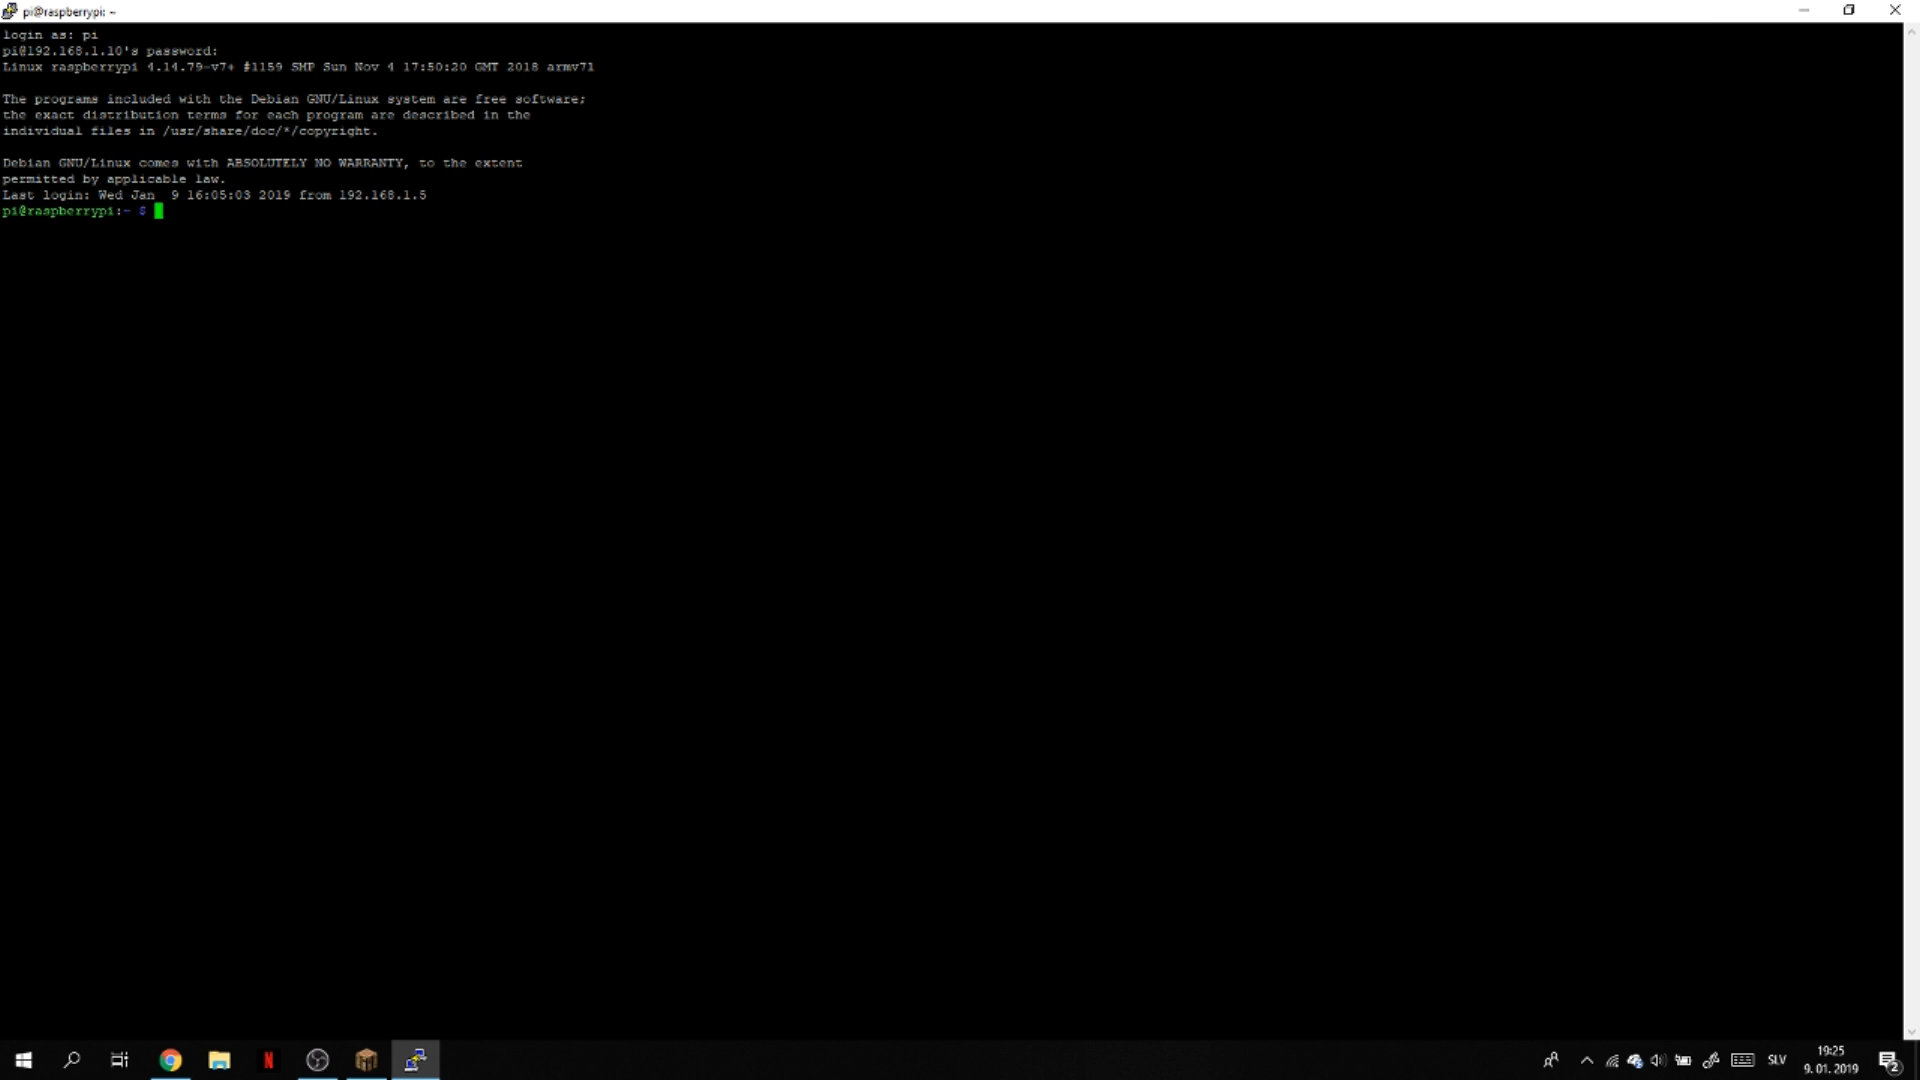 pi@raspberrypi: ~
login as: pi
pi@192.168.1.10's password:
Linux raspberrypi 4.14.79-v7+ #1159 SMP Sun Nov 4 17:50:20 GMT 2018 armv7l
The programs included with the Debian GNU/Linux system are free software;
the exact distribution terms for each program are described in the
individual files in /usr/share/doc/*/copyright.
Debian GNU/Linux comes with ABSOLUTELY NO WARRANTY, to the extent
permitted by applicable law.
Last login: Wed Jan  9 16:05:03 2019 from 192.168.1.5
pi@raspberrypi:~ $
N
SLV
19:25
9. 01. 2019
2